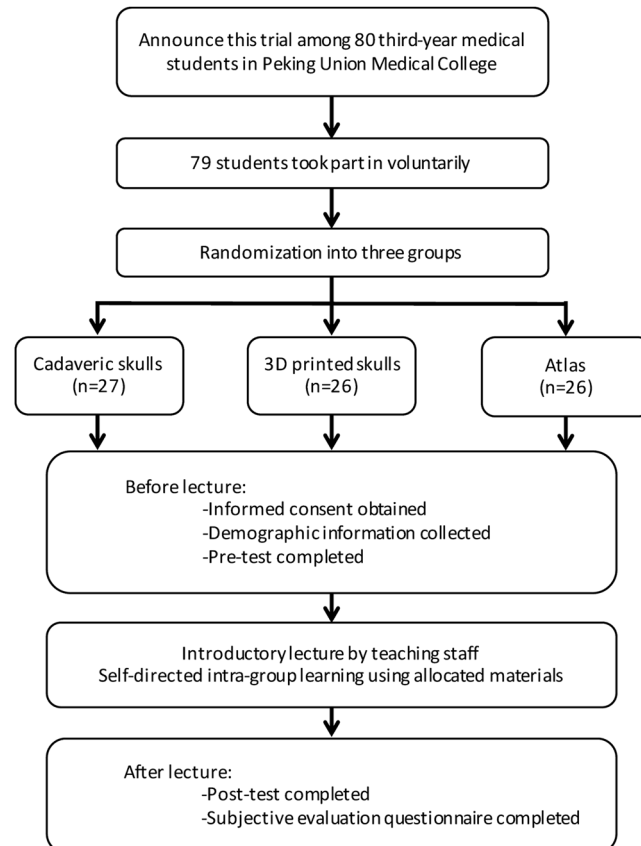 Announce this trial among 80 third-year medical
students in Peking Union Medical College
79 students took part in voluntarily
Randomization into three groups
Cadaveric skulls
(n=27)
3D printed skulls
(n=26)
Atlas
(n=26)
Before lecture:
-Informed consent obtained
-Demographic information collected
-Pre-test completed
Introductory lecture by teaching staff
Self-directed intra-group learning using allocated materials
After lecture:
-Post-test completed
-Subjective evaluation questionnaire completed